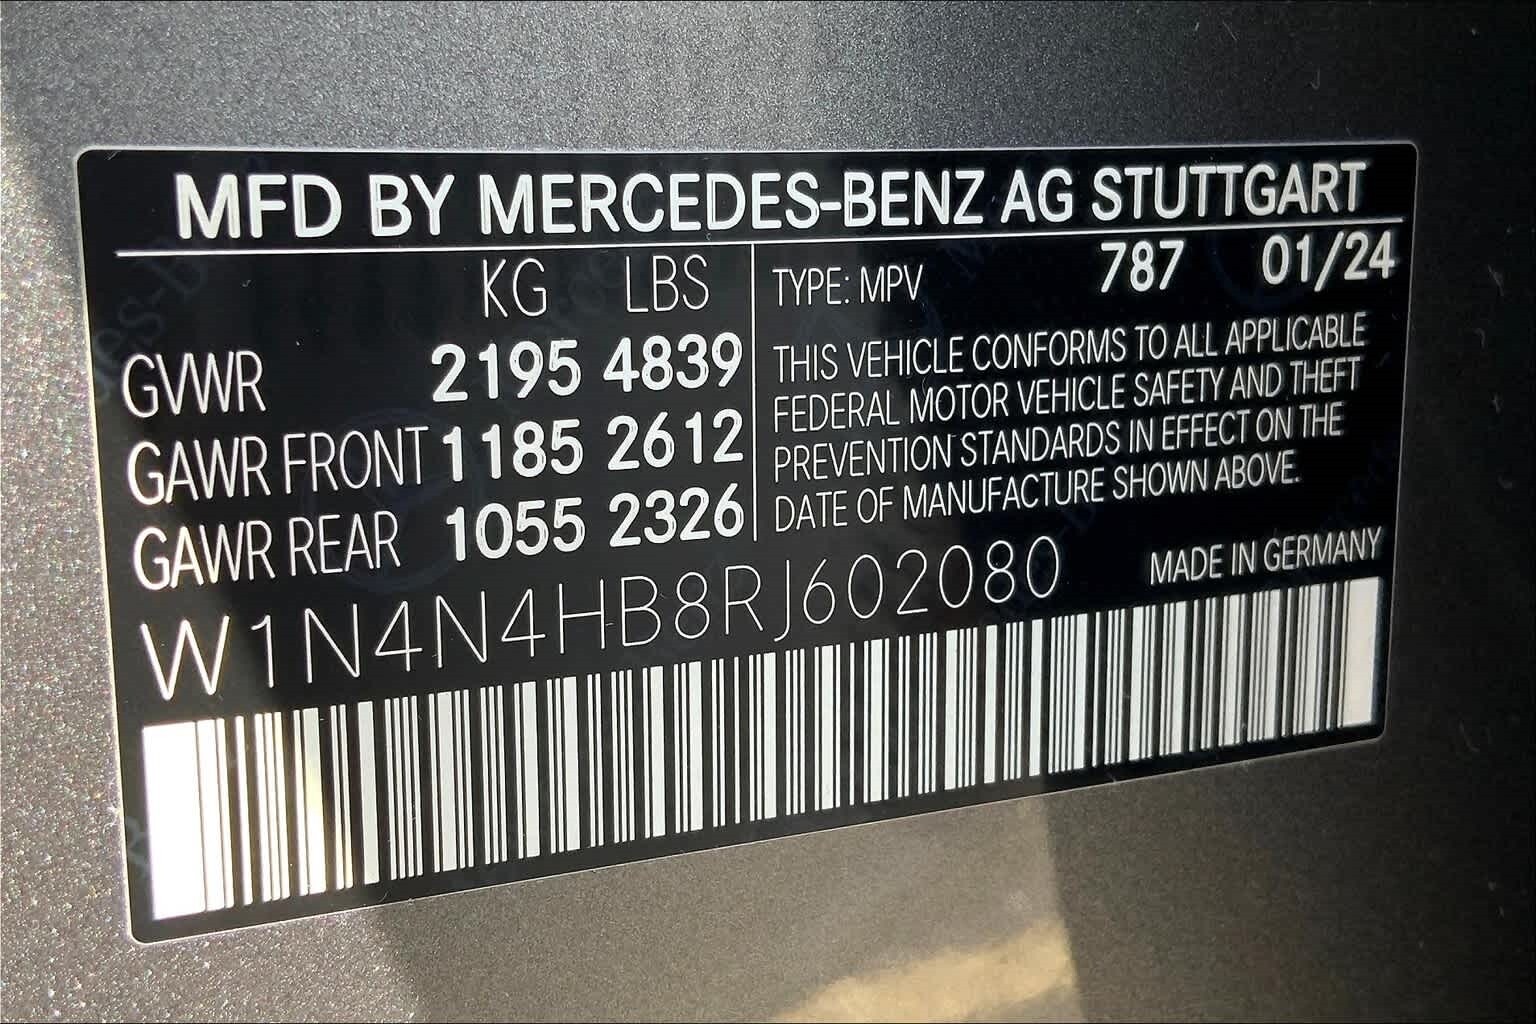 MFD BY MERCEDES-BENZ AG STUTTGART
KG LBS
GVWR 2195 4839
GAWR FRONT 1185 2612
GAWR REAR 1055 2326
TYPE: MPV 787 01/24
THIS VEHICLE CONFORMS TO ALL APPLICABLE
FEDERAL MOTOR VEHICLE SAFETY AND THEFT
PREVENTION STANDARDS IN EFFECT ON THE
DATE OF MANUFACTURE SHOWN ABOVE.
W1N4N4HB8RJ602080
MADE IN GERMANY